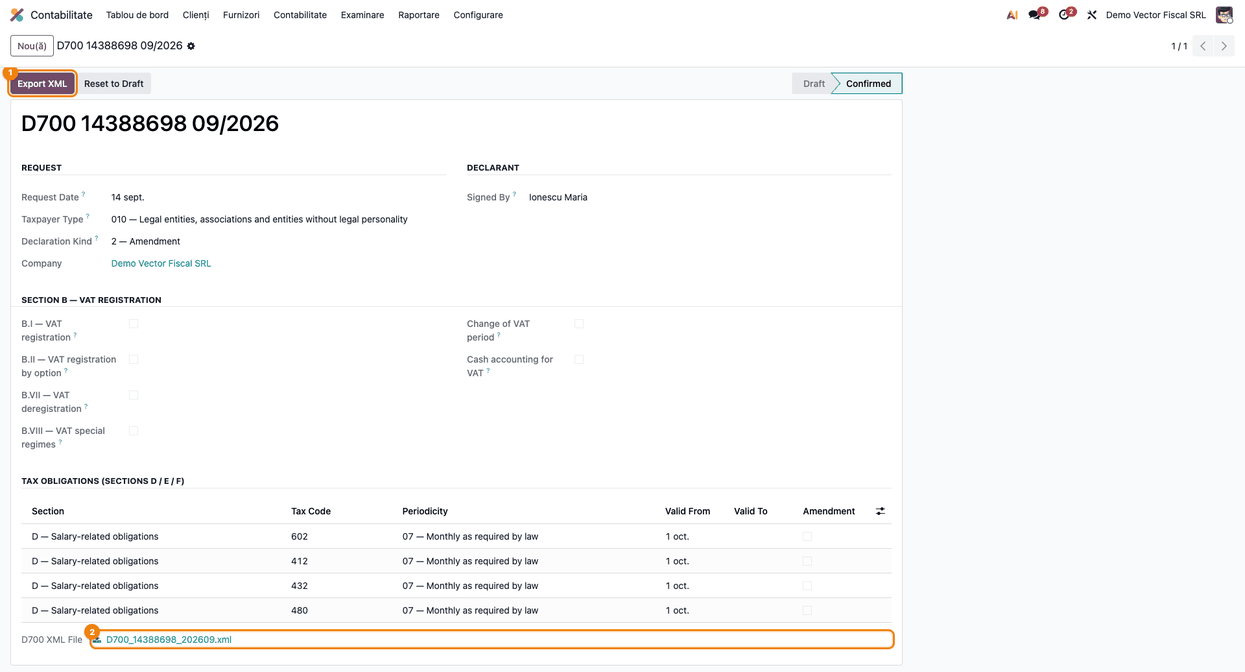 Contabilitate Tablou de bord Clienți Furnizori Contabilitate Examinare Raportare Configurare AI 8 2 Demo Vector Fiscal SRL
Nou(ă) D700 14388698 09/2026 1 / 1
1
Export XML Reset to Draft Draft Confirmed
D700 14388698 09/2026
REQUEST DECLARANT
Request Date ? 14 sept. Signed By ? Ionescu Maria
Taxpayer Type ? 010 — Legal entities, associations and entities without legal personality
Declaration Kind ? 2 — Amendment
Company Demo Vector Fiscal SRL
SECTION B — VAT REGISTRATION
B.I — VAT registration ? Change of VAT period ?
B.II — VAT registration by option ? Cash accounting for VAT ?
B.VII — VAT deregistration ?
B.VIII — VAT special regimes ?
TAX OBLIGATIONS (SECTIONS D / E / F)
Section Tax Code Periodicity Valid From Valid To Amendment
D — Salary-related obligations 602 07 — Monthly as required by law 1 oct.
D — Salary-related obligations 412 07 — Monthly as required by law 1 oct.
D — Salary-related obligations 432 07 — Monthly as required by law 1 oct.
D — Salary-related obligations 480 07 — Monthly as required by law 1 oct.
2
D700 XML File D700_14388698_202609.xml